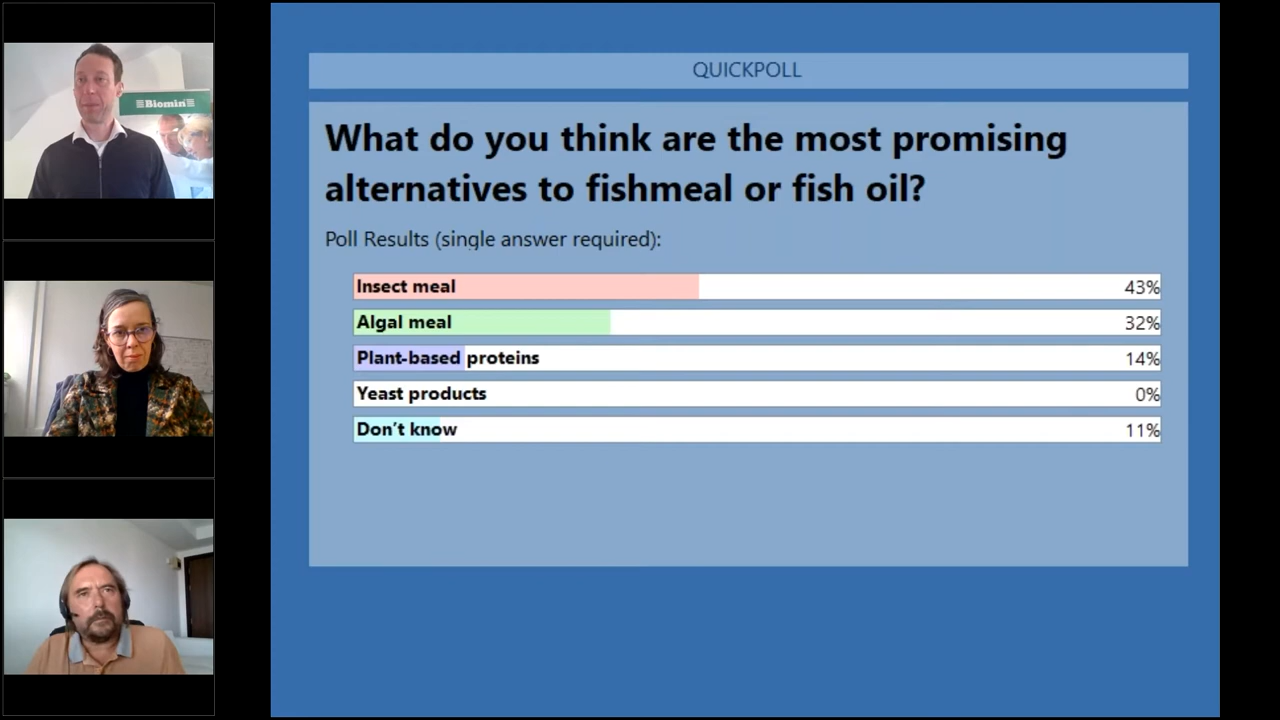 ≡Biomin≡
QUICKPOLL
What do you think are the most promising
alternatives to fishmeal or fish oil?
Poll Results (single answer required):
Insect meal 43%
Algal meal 32%
Plant-based proteins 14%
Yeast products 0%
Don’t know 11%